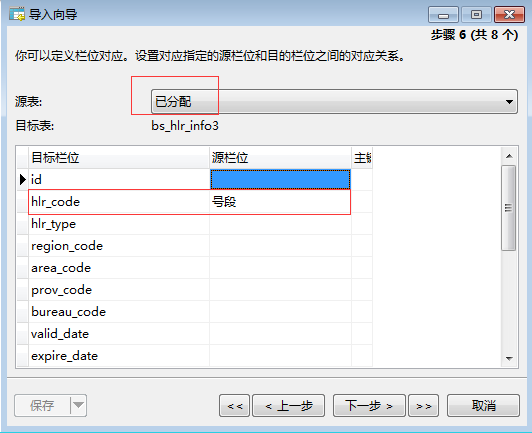 导入向导
步骤 6 (共 8 个)
你可以定义栏位对应。设置对应指定的源栏位和目的栏位之间的对应关系。
源表: 已分配
目标表: bs_hlr_info3
目标栏位 源栏位 主键
id
hlr_code 号段
hlr_type
region_code
area_code
prov_code
bureau_code
valid_date
expire_date
保存 << < 上一步 下一步 > >> 取消